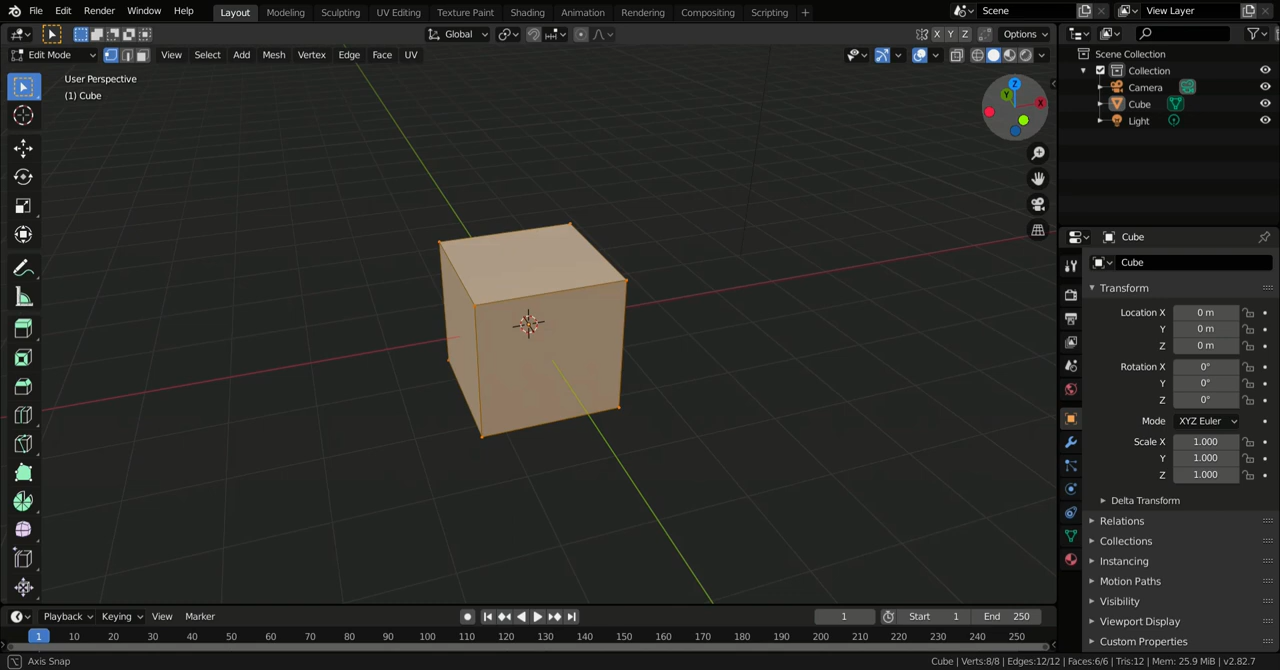 File Edit Render Window Help Layout Modeling Sculpting UV Editing Texture Paint Shading Animation Rendering Compositing Scripting + Scene View Layer
Global X Y Z Options
Edit Mode View Select Add Mesh Vertex Edge Face UV
User Perspective
(1) Cube
Z
Y
X
Scene Collection
Collection
Camera
Cube
Light
Cube
Cube
Transform
Location X 0 m
Y 0 m
Z 0 m
Rotation X 0°
Y 0°
Z 0°
Mode XYZ Euler
Scale X 1.000
Y 1.000
Z 1.000
Delta Transform
Relations
Collections
Instancing
Motion Paths
Visibility
Viewport Display
Custom Properties
Playback Keying View Marker 1 Start 1 End 250
1 10 20 30 40 50 60 70 80 90 100 110 120 130 140 150 160 170 180 190 200 210 220 230 240 250
Axis Snap Cube | Verts:8/8 | Edges:12/12 | Faces:6/6 | Tris:12 | Mem: 25.9 MiB | v2.82.7